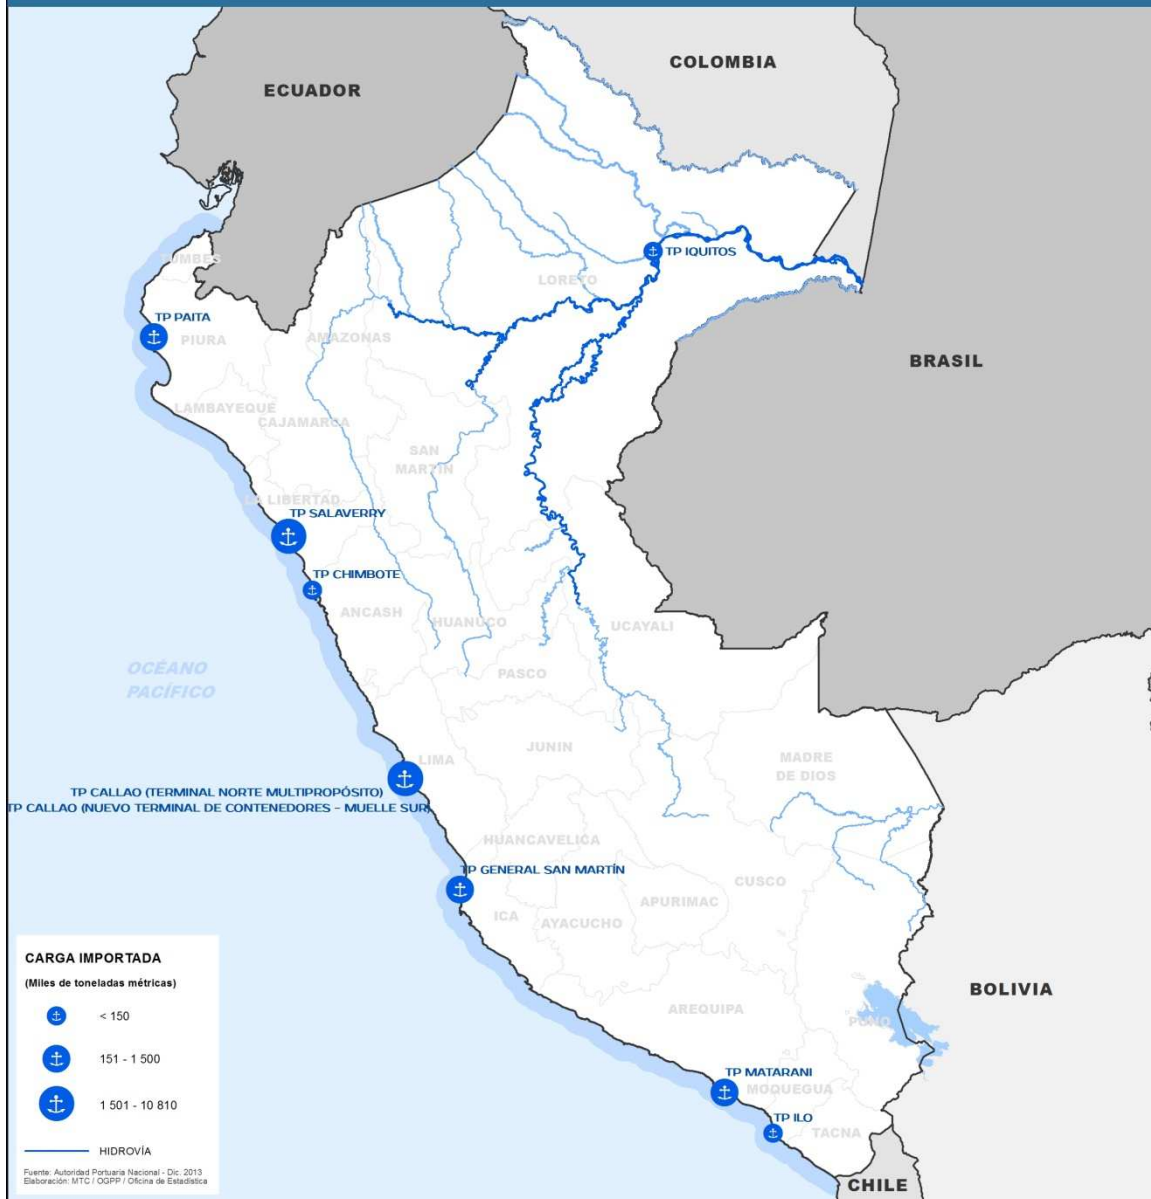 COLOMBIA
ECUADOR
TP IQUITOS
LORETO
TUMBES
TP PAITA
PIURA
AMAZONAS
BRASIL
LAMBAYEQUE
CAJAMARCA
SAN
MARTIN
LA LIBERTAD
TP SALAVERRY
TP CHIMBOTE
ANCASH
HUANUCO
UCAYALI
OCÉANO
PACÍFICO
PASCO
JUNIN
LIMA
MADRE
DE DIOS
TP CALLAO (TERMINAL NORTE MULTIPROPÓSITO)
TP CALLAO (NUEVO TERMINAL DE CONTENEDORES - MUELLE SUR)
HUANCAVELICA
TP GENERAL SAN MARTÍN
CUSCO
APURIMAC
ICA
AYACUCHO
BOLIVIA
AREQUIPA
PUNO
TP MATARANI
MOQUEGUA
TP ILO
TACNA
CHILE
CARGA IMPORTADA
(Miles de toneladas métricas)
< 150
151 - 1 500
1 501 - 10 810
HIDROVÍA
Fuente: Autoridad Portuaria Nacional - Dic. 2013
Elaboración: MTC / OGPP / Oficina de Estadística